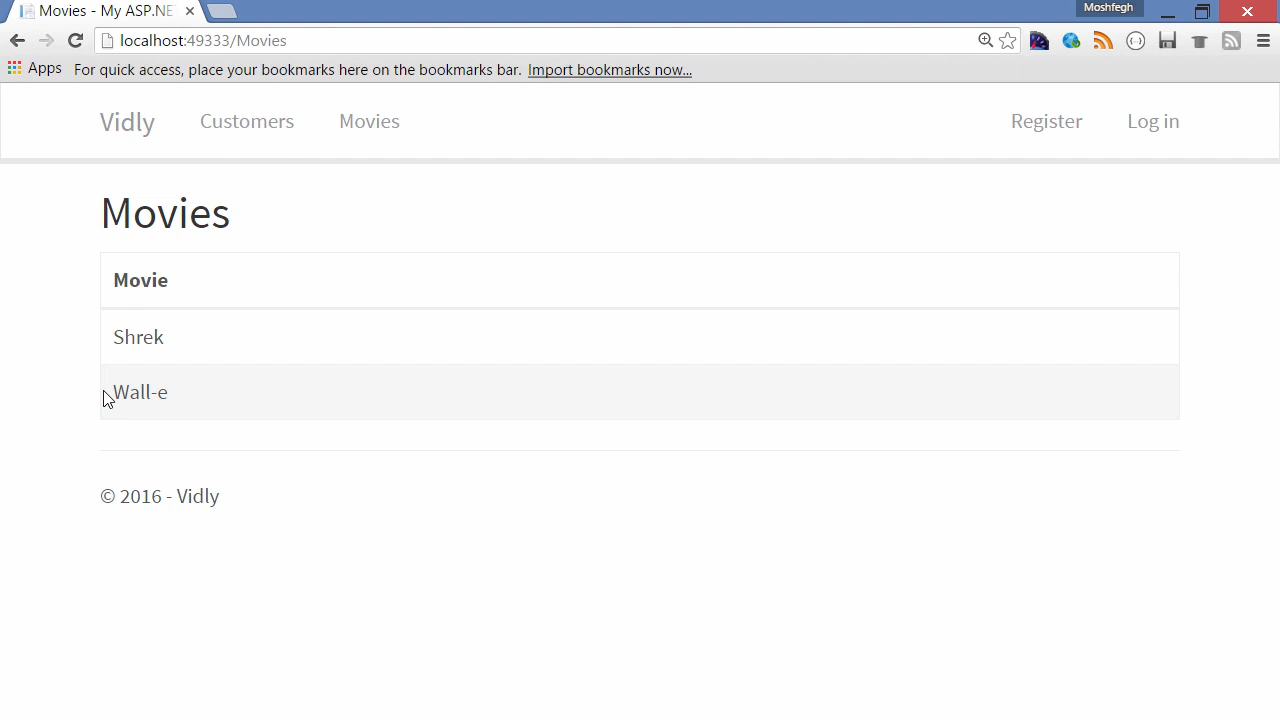 Movies - My ASP.NE
Moshfegh
localhost:49333/Movies
Apps For quick access, place your bookmarks here on the bookmarks bar. Import bookmarks now...
Vidly Customers Movies Register Log in
Movies
Movie
Shrek
Wall-e
© 2016 - Vidly